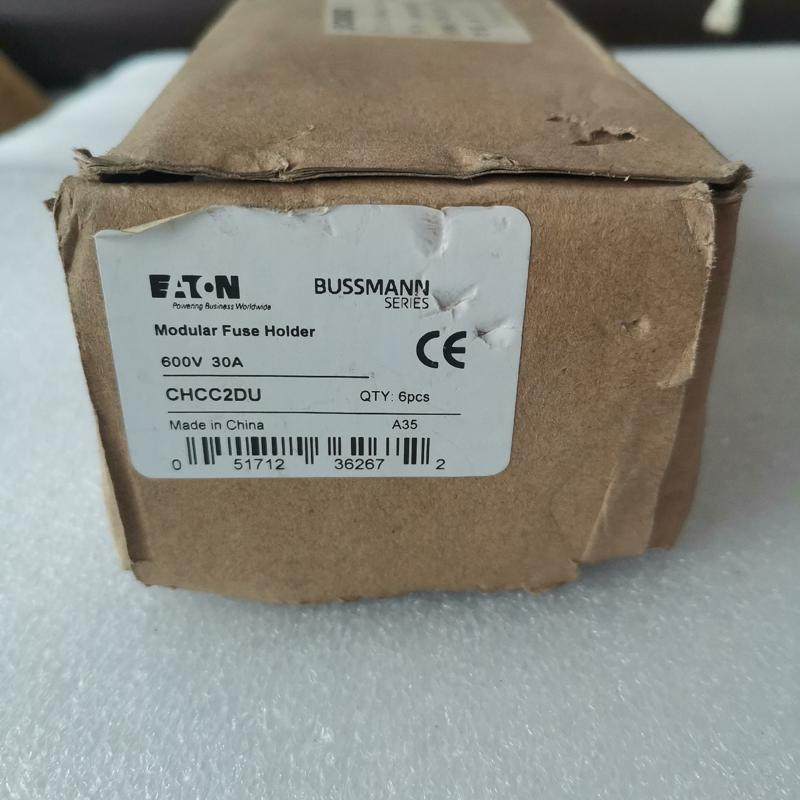 EATON
Powering Business Worldwide
BUSSMANN
SERIES
Modular Fuse Holder
600V 30A
CHCC2DU QTY: 6pcs
Made in China A35
0 51712 36267 2